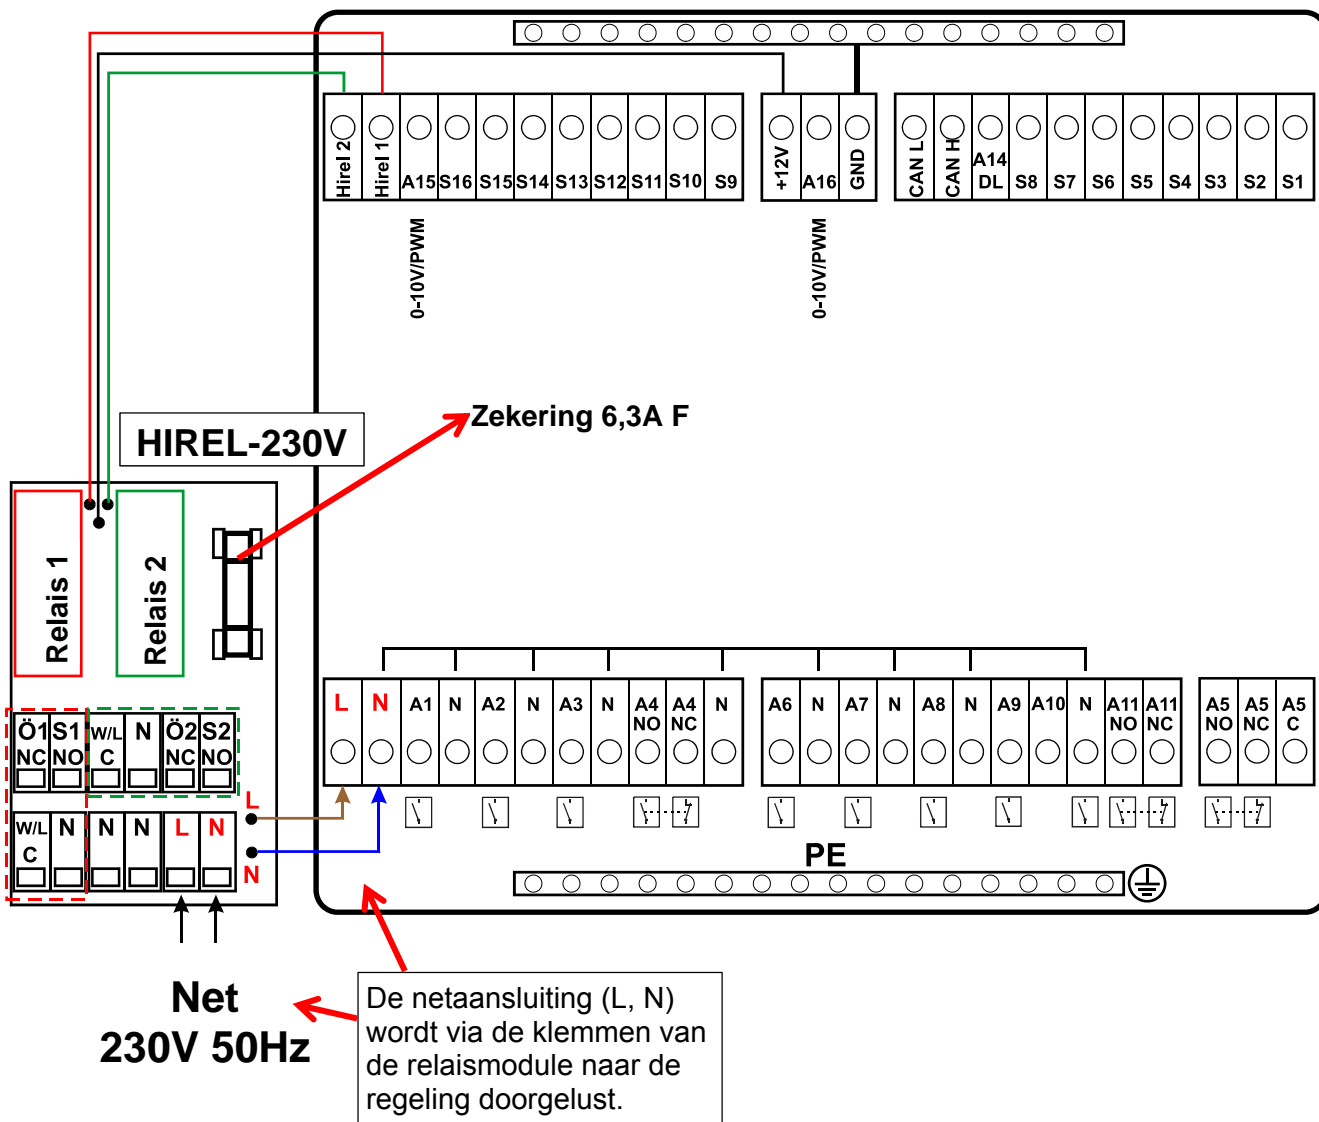 Hirel 2 Hirel 1 A15 S16 S15 S14 S13 S12 S11 S10 S9
+12V A16 GND
CAN L CAN H A14 DL S8 S7 S6 S5 S4 S3 S2 S1
0-10V/PWM
0-10V/PWM
Zekering 6,3A F
HIREL-230V
Relais 1
Relais 2
L N A1 N A2 N A3 N A4 NO A4 NC N
A6 N A7 N A8 N A9 A10 N A11 NO A11 NC
A5 NO A5 NC A5 C
Ö1 NC S1 NO W/L C N Ö2 NC S2 NO
L
W/L C N N N L N
N
PE
Net
230V 50Hz
De netaansluiting (L, N)
wordt via de klemmen van
de relaismodule naar de
regeling doorgelust.